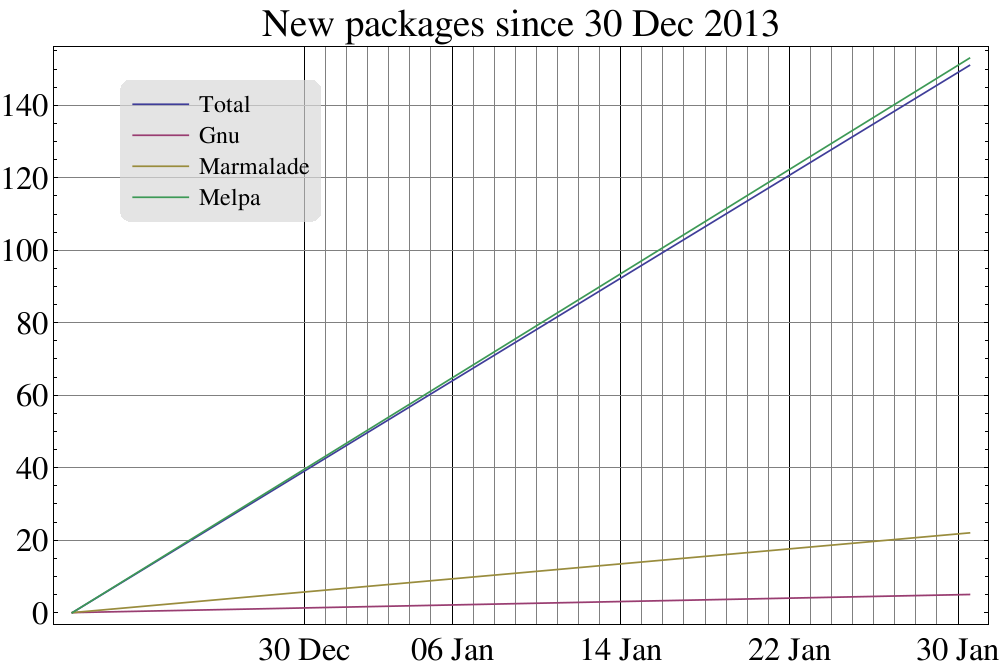 New packages since 30 Dec 2013
140
120
100
80
60
40
20
0
Total
Gnu
Marmalade
Melpa
30 Dec 06 Jan 14 Jan 22 Jan 30 Jan